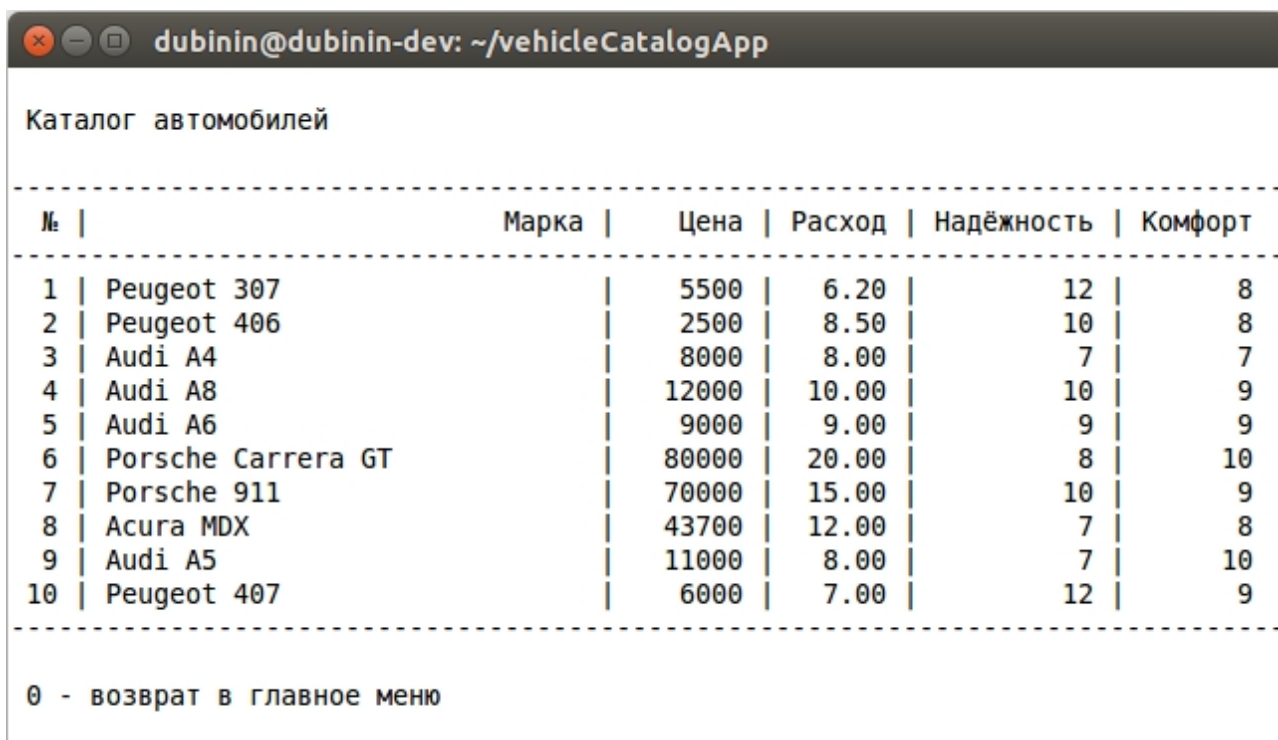 dubinin@dubinin-dev: ~/vehicleCatalogApp
Каталог автомобилей
--------------------------------------------------------------------------------
№ | Марка | Цена | Расход | Надёжность | Комфорт
--------------------------------------------------------------------------------
1 | Peugeot 307 | 5500 | 6.20 | 12 | 8
2 | Peugeot 406 | 2500 | 8.50 | 10 | 8
3 | Audi A4 | 8000 | 8.00 | 7 | 7
4 | Audi A8 | 12000 | 10.00 | 10 | 9
5 | Audi A6 | 9000 | 9.00 | 9 | 9
6 | Porsche Carrera GT | 80000 | 20.00 | 8 | 10
7 | Porsche 911 | 70000 | 15.00 | 10 | 9
8 | Acura MDX | 43700 | 12.00 | 7 | 8
9 | Audi A5 | 11000 | 8.00 | 7 | 10
10 | Peugeot 407 | 6000 | 7.00 | 12 | 9
--------------------------------------------------------------------------------
0 - возврат в главное меню